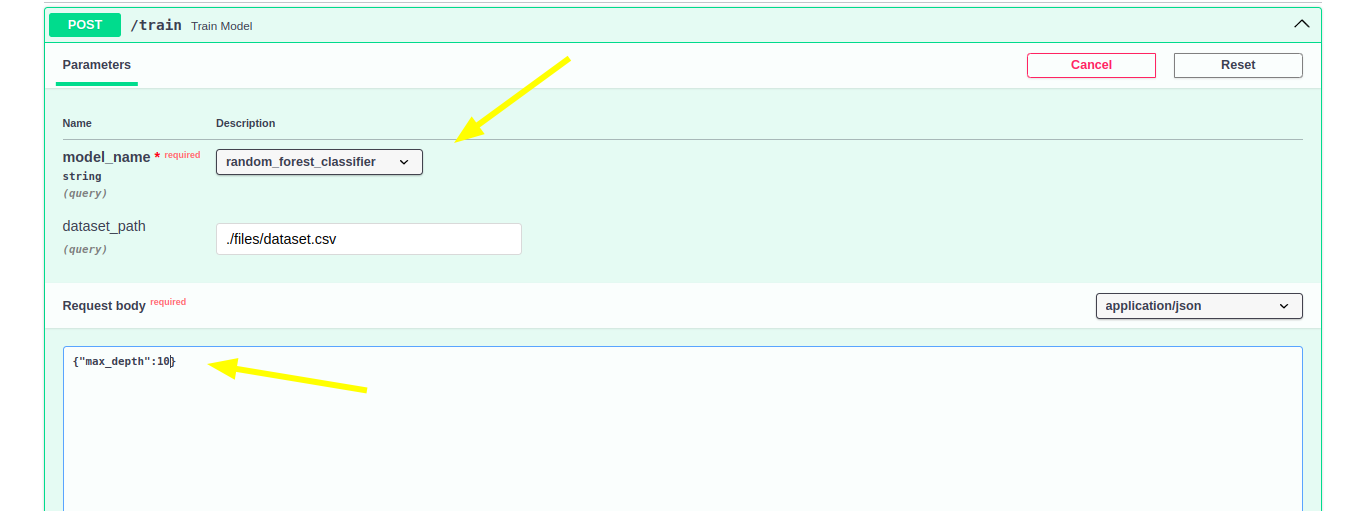 POST /train Train Model
Parameters
Cancel
Reset
Name Description
model_name * required
string
(query)
random_forest_classifier
dataset_path
(query)
./files/dataset.csv
Request body required
application/json
{"max_depth":10}